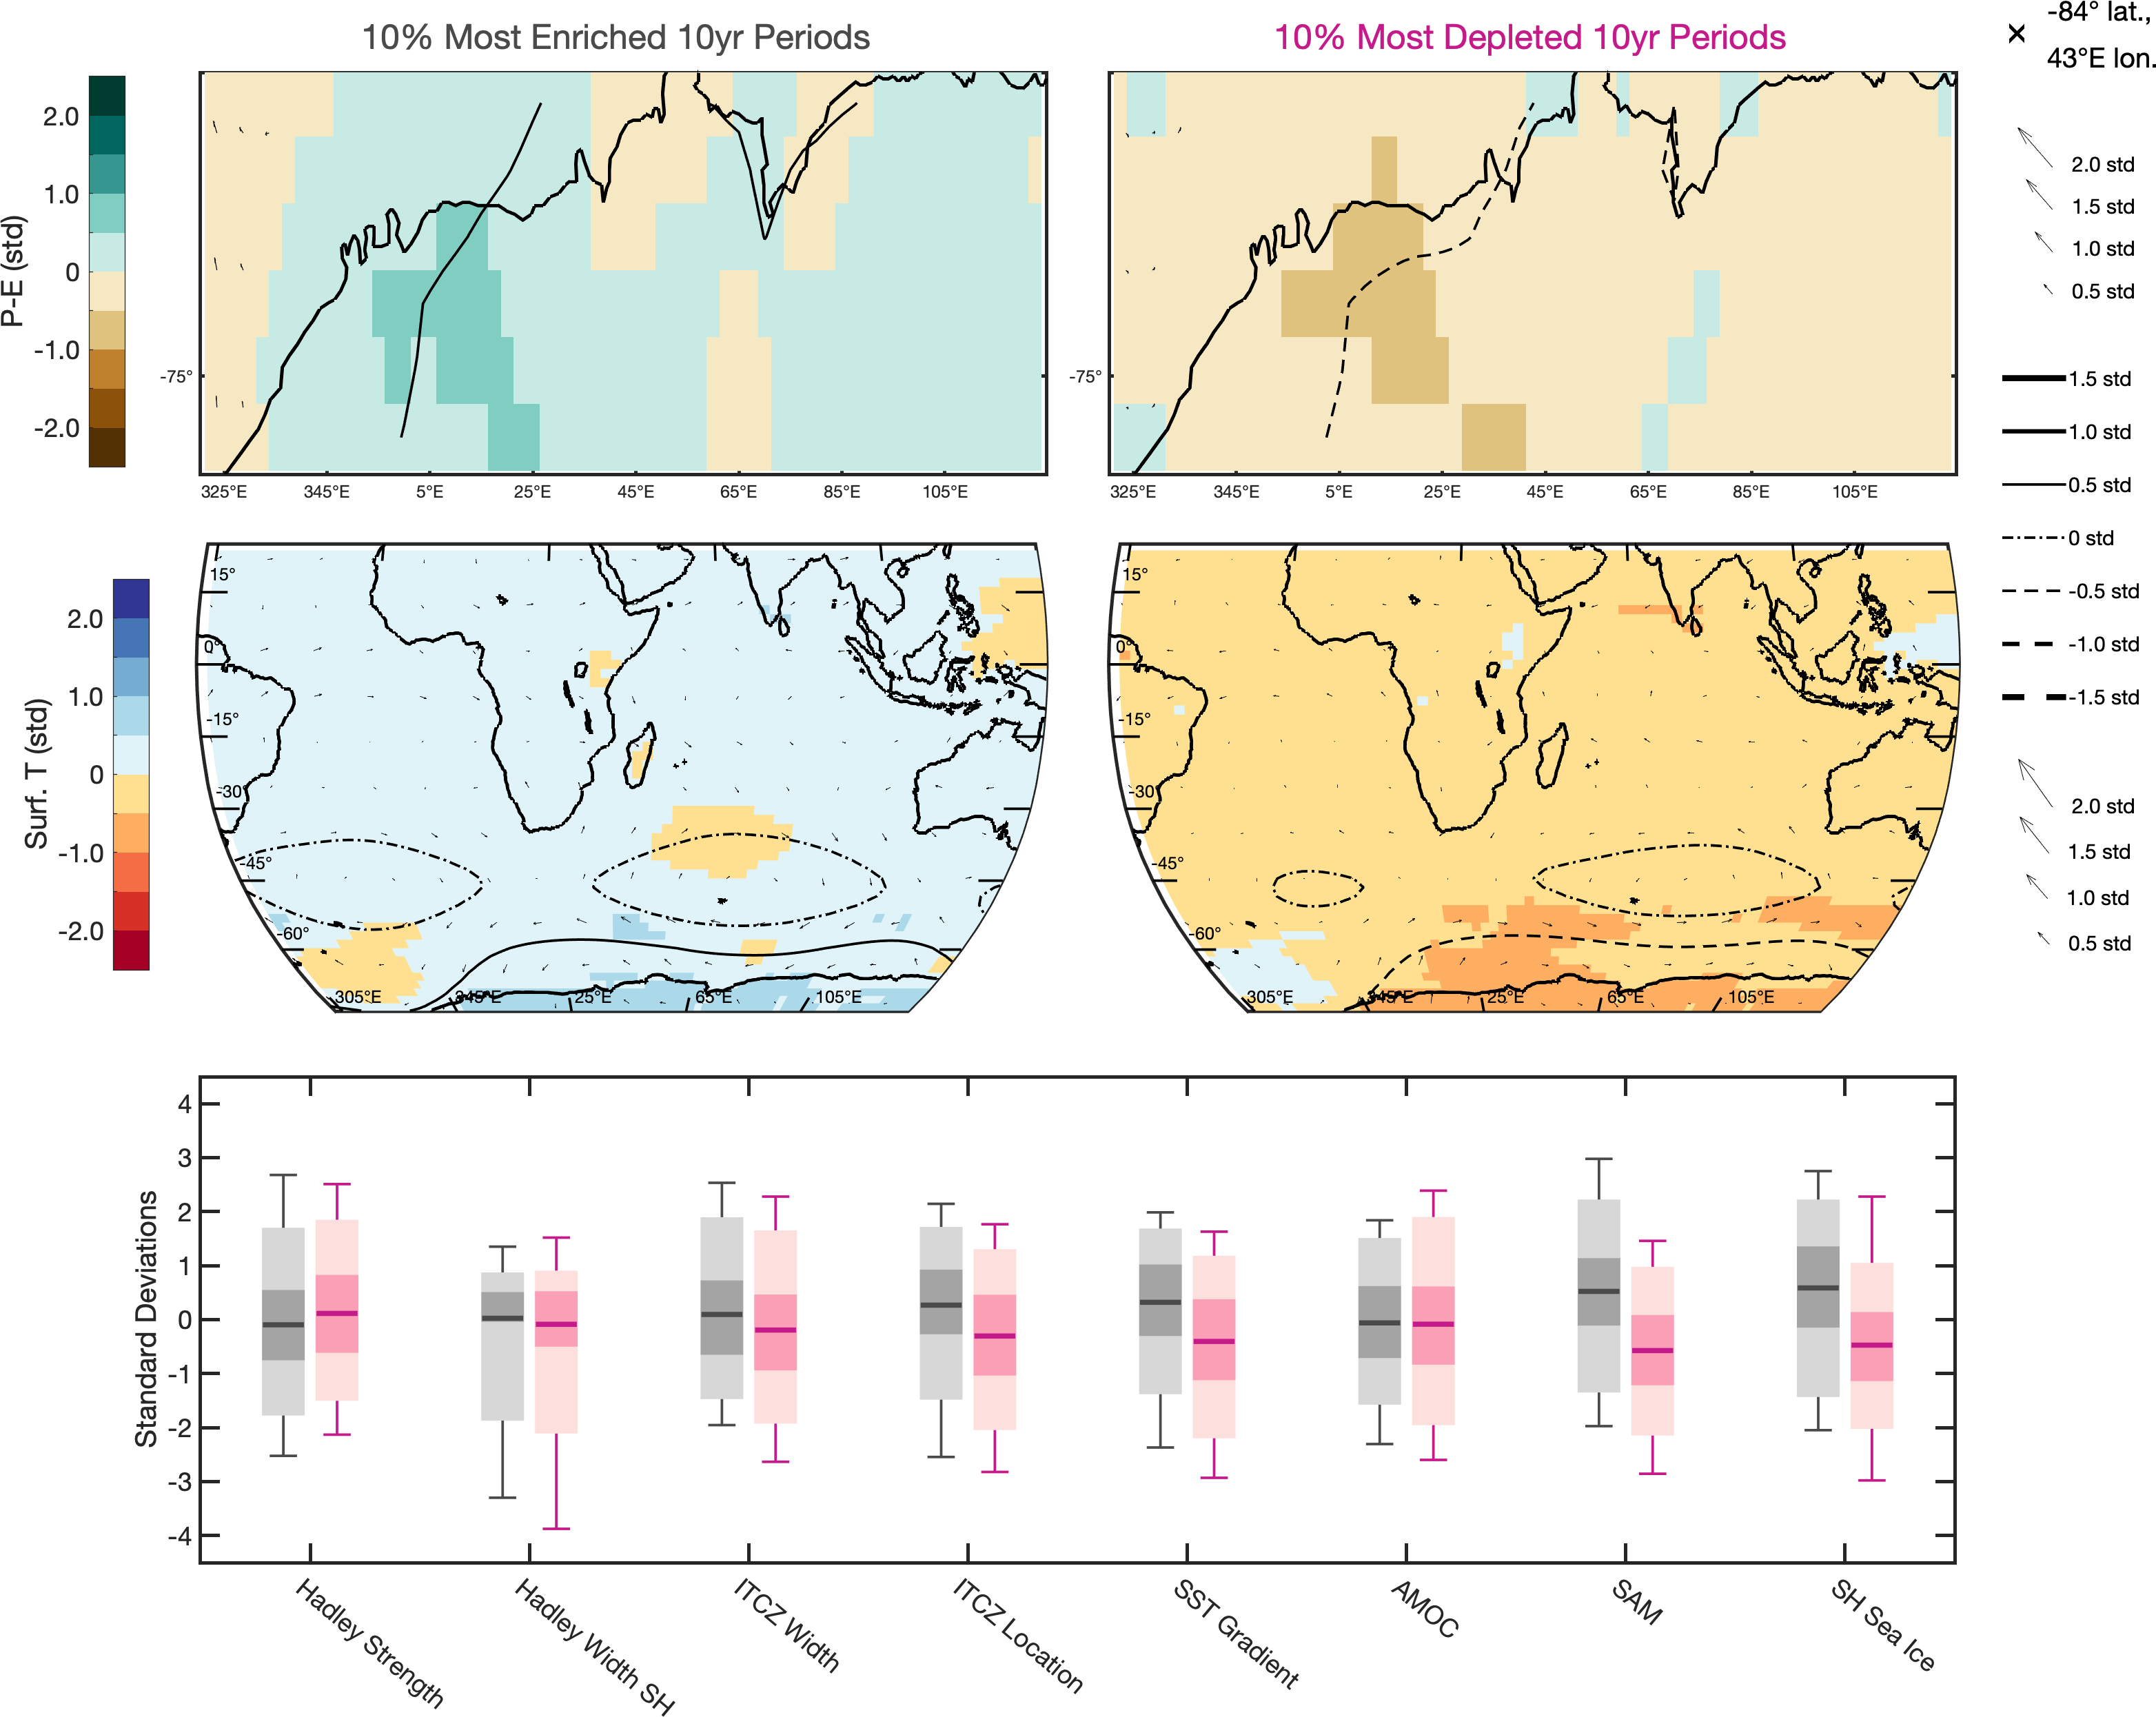 10% Most Enriched 10yr Periods
10% Most Depleted 10yr Periods
× -84° lat.,
43°E lon.
P-E (std)
2.0
1.0
0
-1.0
-2.0
-75°
325°E 345°E 5°E 25°E 45°E 65°E 85°E 105°E
-75°
325°E 345°E 5°E 25°E 45°E 65°E 85°E 105°E
2.0 std
1.5 std
1.0 std
0.5 std
1.5 std
1.0 std
0.5 std
0 std
-0.5 std
-1.0 std
-1.5 std
2.0 std
1.5 std
1.0 std
0.5 std
Surf. T (std)
2.0
1.0
0
-1.0
-2.0
15°
0°
-15°
-30°
-45°
-60°
305°E 345°E 25°E 65°E 105°E
15°
0°
-15°
-30°
-45°
-60°
305°E 345°E 25°E 65°E 105°E
Standard Deviations
4
3
2
1
0
-1
-2
-3
-4
Hadley Strength
Hadley Width SH
ITCZ Width
ITCZ Location
SST Gradient
AMOC
SAM
SH Sea Ice